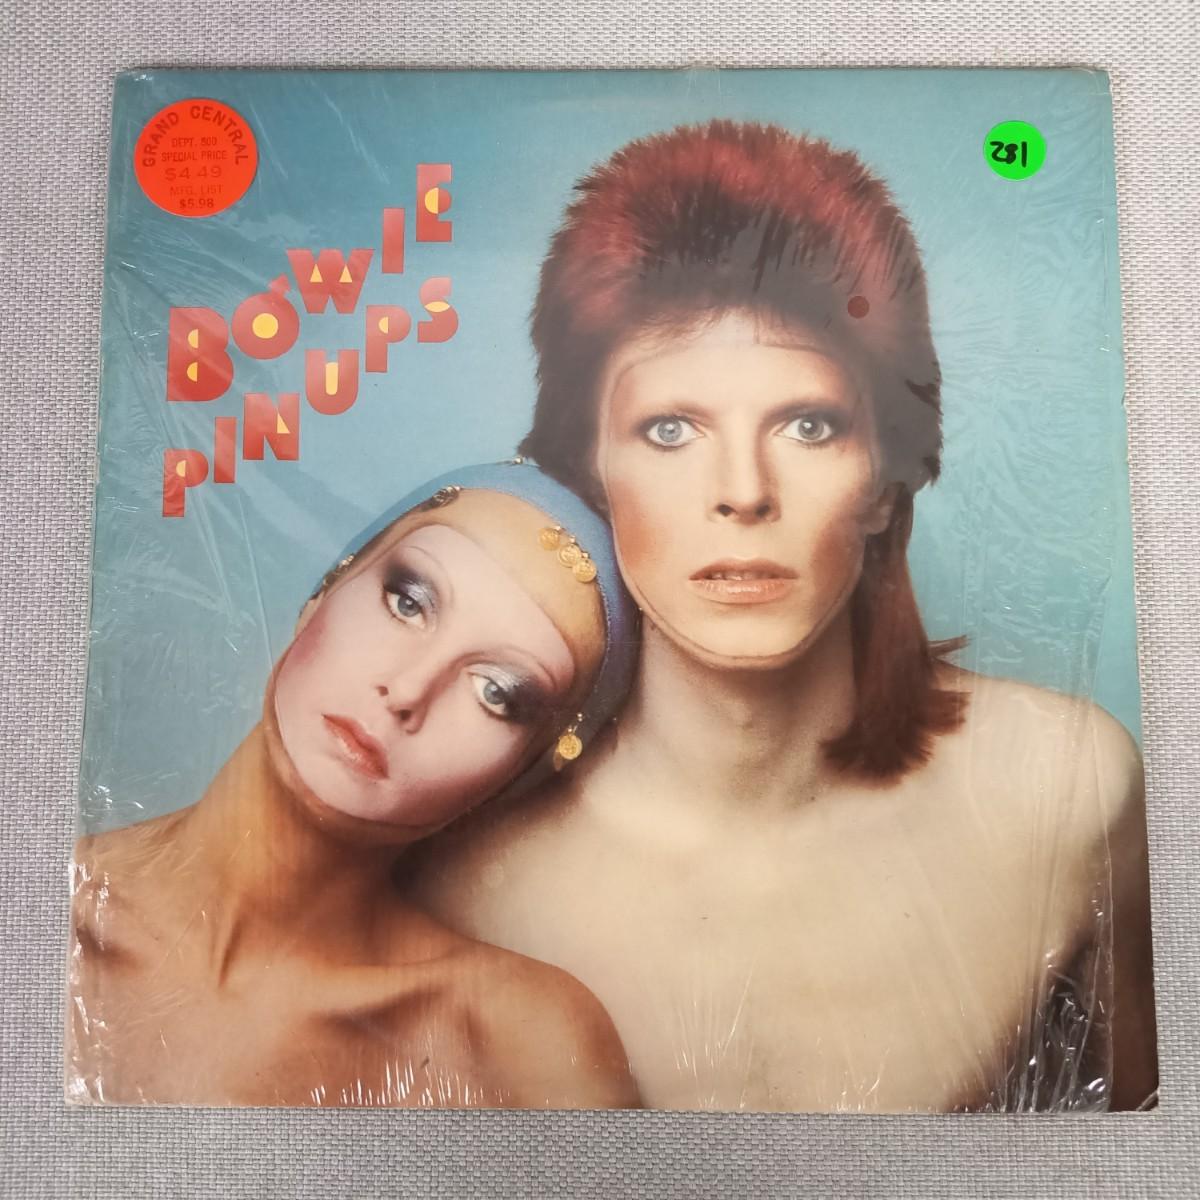 GRAND CENTRAL
DEPT. 500
SPECIAL PRICE
$4.49
MFG. LIST
$5.98
281
BOWIE
PINUPS